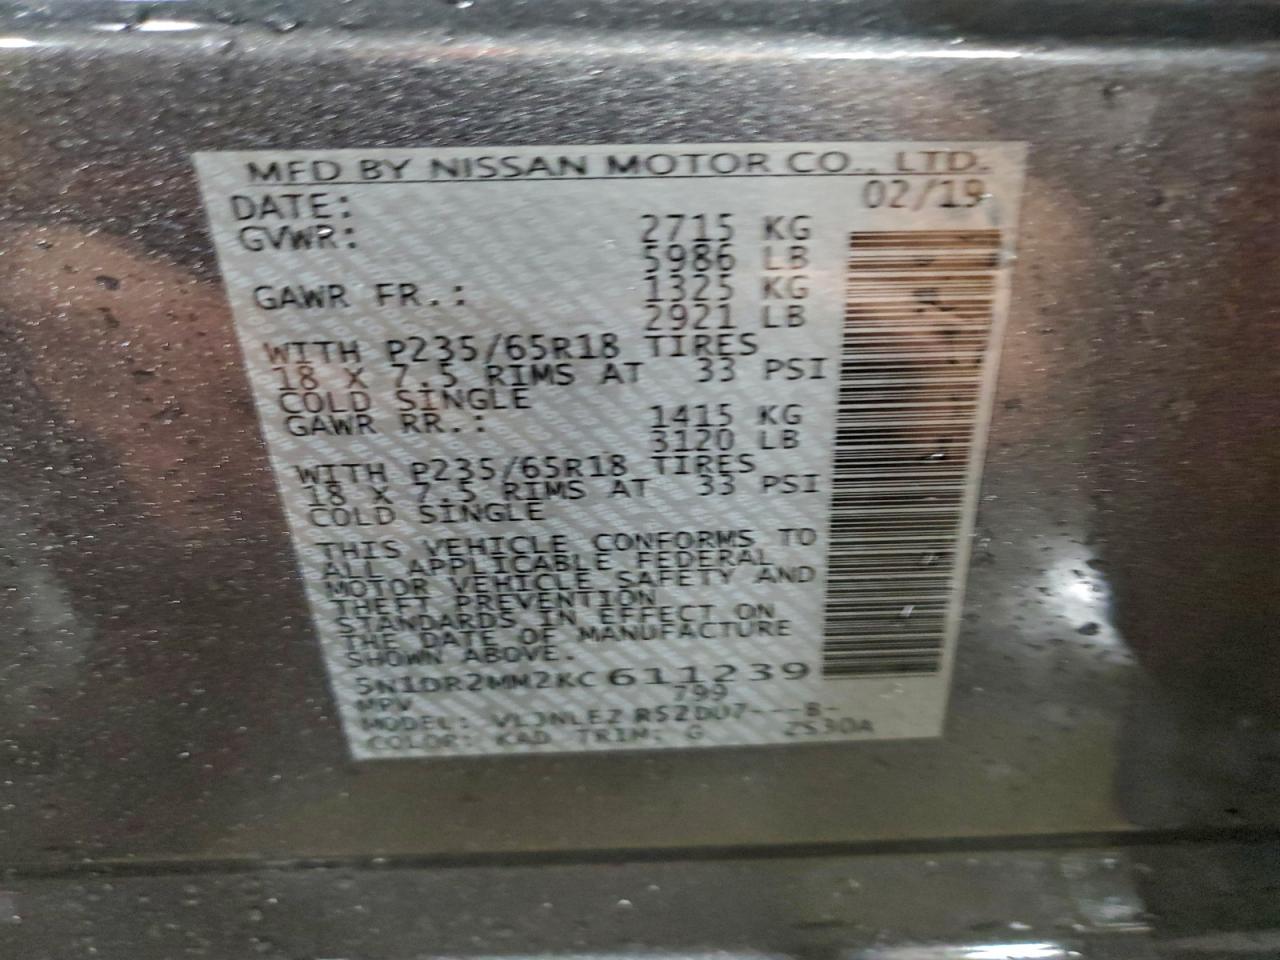 MFD BY NISSAN MOTOR CO., LTD.
DATE: 02/19
GVWR: 2715 KG
5986 LB
GAWR FR.: 1325 KG
2921 LB
WITH P235/65R18 TIRES
18 X 7.5 RIMS AT 33 PSI
COLD SINGLE
GAWR RR.: 1415 KG
3120 LB
WITH P235/65R18 TIRES
18 X 7.5 RIMS AT 33 PSI
COLD SINGLE
THIS VEHICLE CONFORMS TO
ALL APPLICABLE FEDERAL
MOTOR VEHICLE SAFETY AND
THEFT PREVENTION
STANDARDS IN EFFECT ON
THE DATE OF MANUFACTURE
SHOWN ABOVE.
5N1DR2MM2KC611239
MPV 799
MODEL: -B-
COLOR: KAD TRIM: G 2S30A